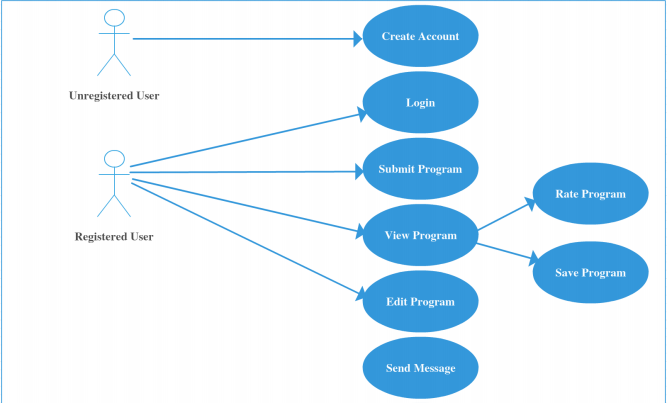 Create Account
Unregistered User
Login
Submit Program
Rate Program
Registered User
View Program
Save Program
Edit Program
Send Message